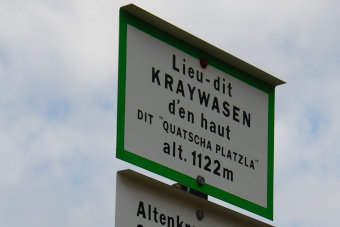 Lieu-dit
KRAYWASEN
d'en haut
DIT "QUATSCHA PLATZLA"
alt. 1122m